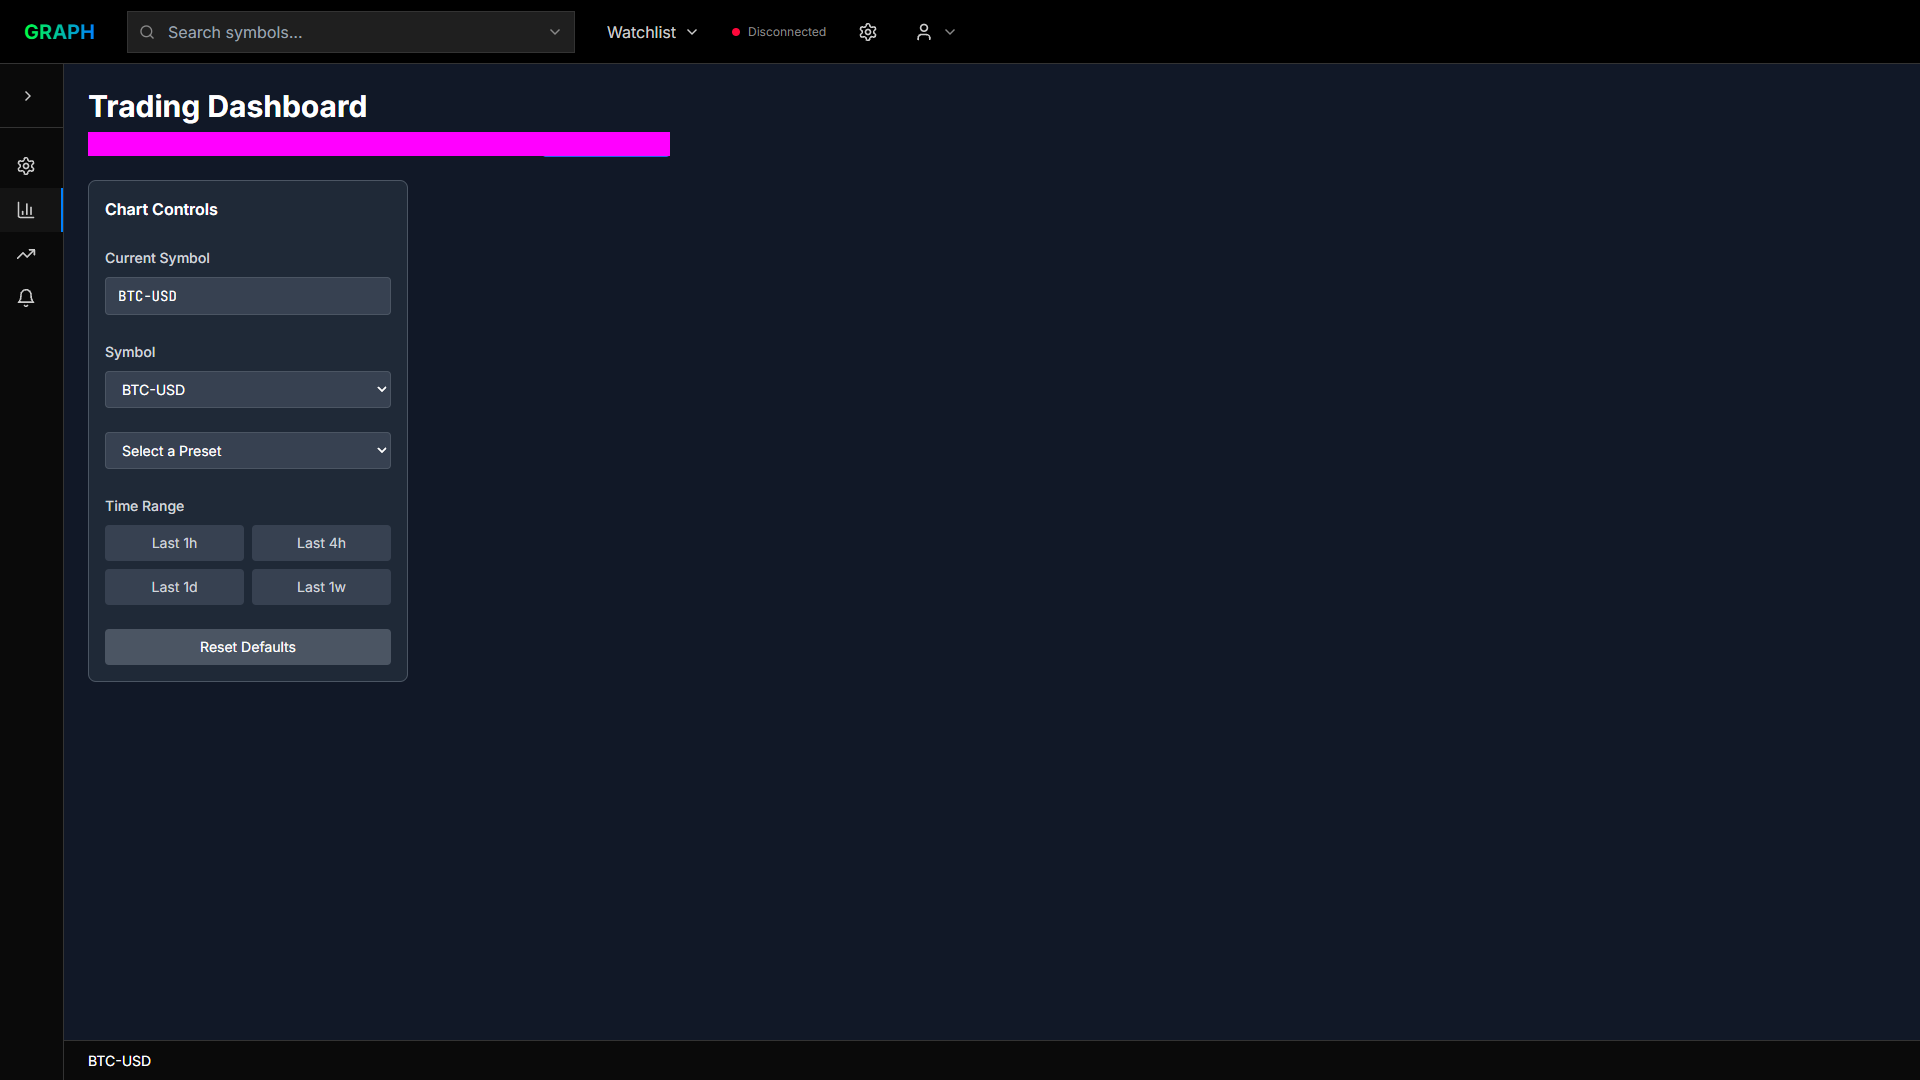 GRAPH
Search symbols...
Watchlist
Disconnected
Trading Dashboard
Chart Controls
Current Symbol
BTC-USD
Symbol
BTC-USD
Select a Preset
Time Range
Last 1h
Last 4h
Last 1d
Last 1w
Reset Defaults
BTC-USD